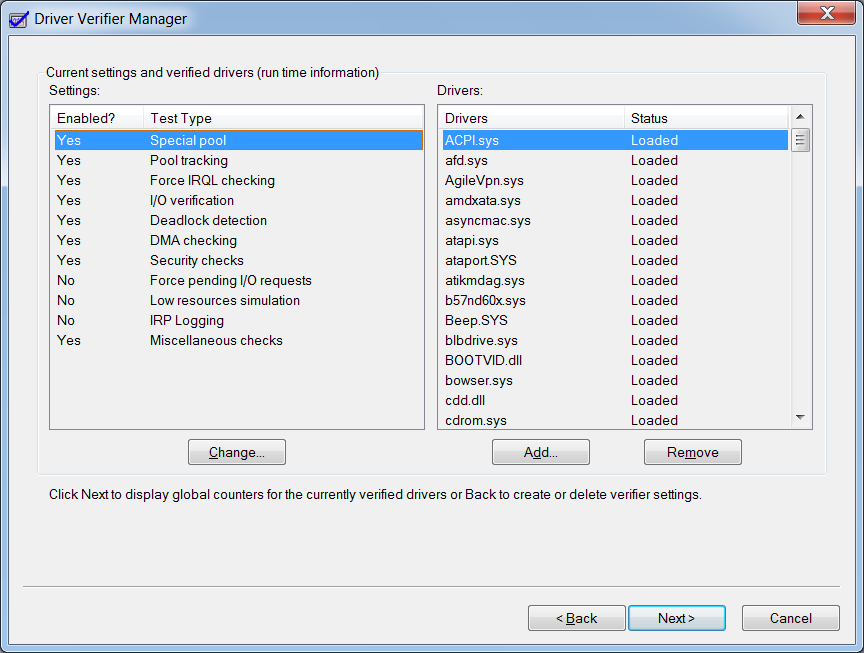 Driver Verifier Manager
Current settings and verified drivers (run time information)
Settings:
Enabled? Test Type
Yes Special pool
Yes Pool tracking
Yes Force IRQL checking
Yes I/O verification
Yes Deadlock detection
Yes DMA checking
Yes Security checks
No Force pending I/O requests
No Low resources simulation
No IRP Logging
Yes Miscellaneous checks
Change...
Drivers:
Drivers Status
ACPI.sys Loaded
afd.sys Loaded
AgileVpn.sys Loaded
amdxata.sys Loaded
asyncmac.sys Loaded
atapi.sys Loaded
ataport.SYS Loaded
atikmdag.sys Loaded
b57nd60x.sys Loaded
Beep.SYS Loaded
blbdrive.sys Loaded
BOOTVID.dll Loaded
bowser.sys Loaded
cdd.dll Loaded
cdrom.sys Loaded
Add... Remove
Click Next to display global counters for the currently verified drivers or Back to create or delete verifier settings.
< Back Next > Cancel